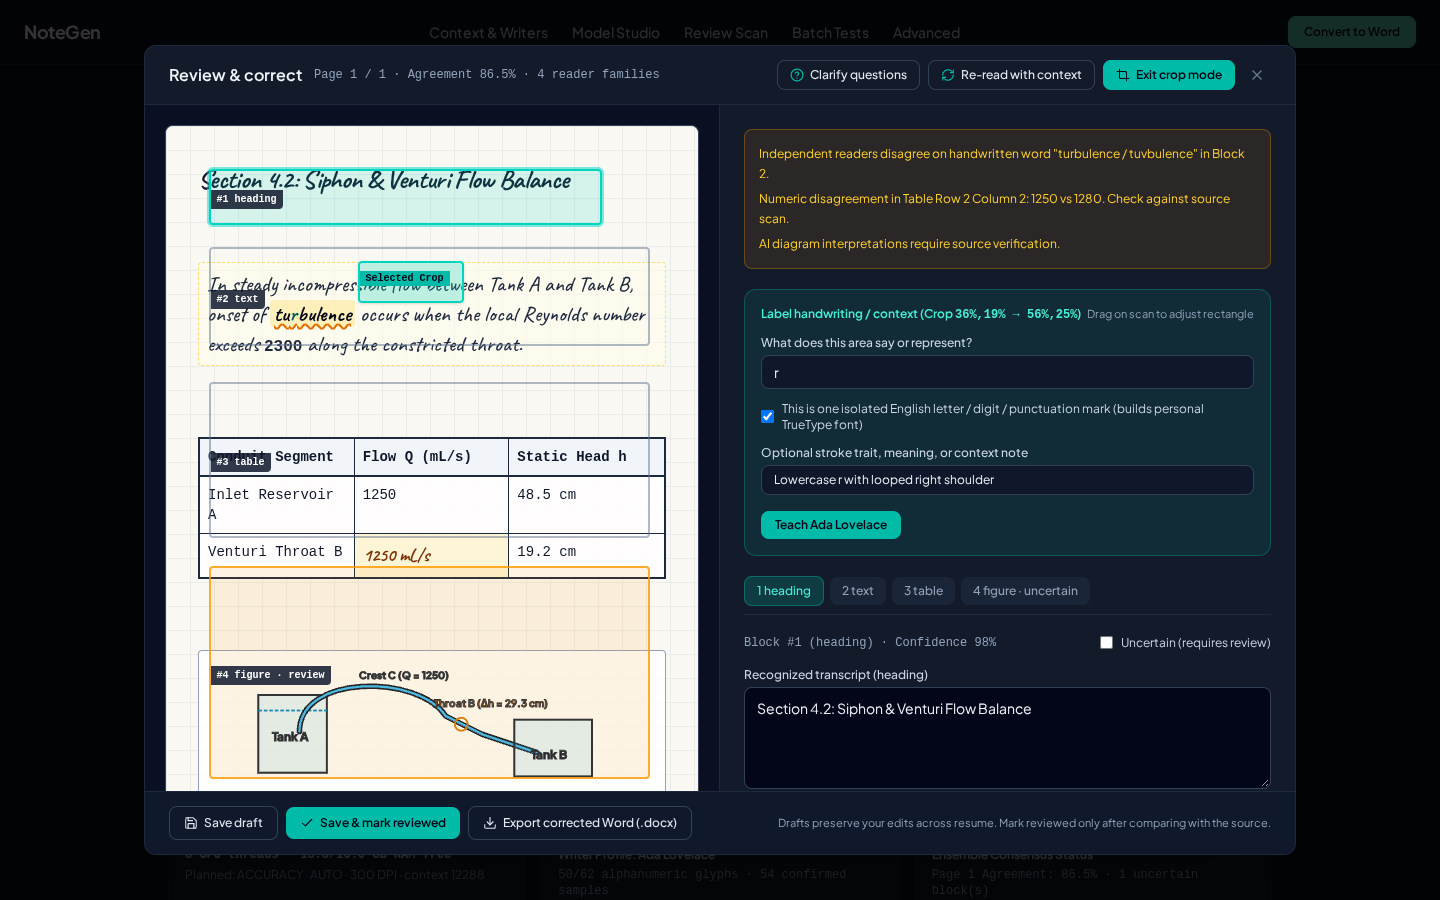 NoteGen
Context & Writers
Model Studio
Review Scan
Batch Tests
Advanced
Convert to Word
Review & correct
Page 1 / 1 · Agreement 86.5% · 4 reader families
Clarify questions
Re-read with context
Exit crop mode
Section 4.2: Siphon & Venturi Flow Balance
#1 heading
In steady incompressible flow between Tank A and Tank B,
Selected Crop
#2 text
onset of turbulence occurs when the local Reynolds number
exceeds 2300 along the constricted throat.
Conduit Segment
Flow Q (mL/s)
Static Head h
#3 table
Inlet Reservoir
A
1250
48.5 cm
Venturi Throat B
1250 mL/s
19.2 cm
#4 figure · review
Crest C (Q = 1250)
Throat B (Δh = 29.3 cm)
Tank A
Tank B
Independent readers disagree on handwritten word "turbulence / tuvbulence" in Block
2.
Numeric disagreement in Table Row 2 Column 2: 1250 vs 1280. Check against source
scan.
AI diagram interpretations require source verification.
Label handwriting / context (Crop 36%, 19% → 56%, 25%)
Drag on scan to adjust rectangle
What does this area say or represent?
r
This is one isolated English letter / digit / punctuation mark (builds personal
TrueType font)
Optional stroke trait, meaning, or context note
Lowercase r with looped right shoulder
Teach Ada Lovelace
1 heading
2 text
3 table
4 figure · uncertain
Block #1 (heading) · Confidence 98%
Uncertain (requires review)
Recognized transcript (heading)
Section 4.2: Siphon & Venturi Flow Balance
Save draft
Save & mark reviewed
Export corrected Word (.docx)
Drafts preserve your edits across resume. Mark reviewed only after comparing with the source.
Planned: ACCURACY · AUTO · 300 DPI · context 12288
Writer Profile: Ada Lovelace
50/62 alphanumeric glyphs · 54 confirmed
samples
Ensemble Consensus Status
Page 1 Agreement: 86.5% · 1 uncertain
block(s)